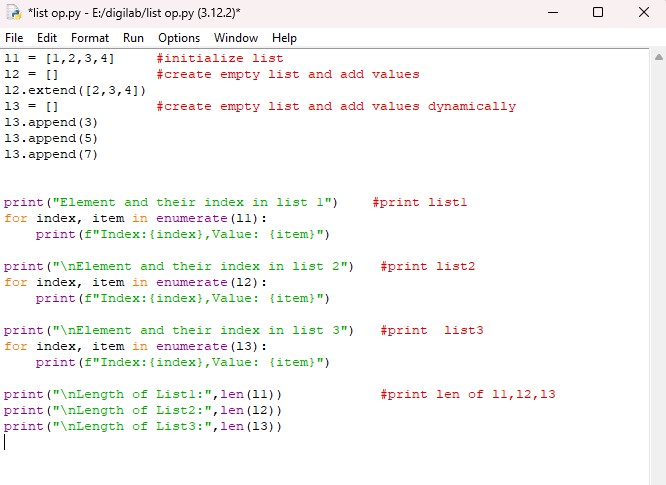 *list op.py - E:/digilab/list op.py (3.12.2)*
File Edit Format Run Options Window Help
l1 = [1,2,3,4]     #initialize list
l2 = []            #create empty list and add values
l2.extend([2,3,4])
l3 = []            #create empty list and add values dynamically
l3.append(3)
l3.append(5)
l3.append(7)
print("Element and their index in list 1")    #print list1
for index, item in enumerate(l1):
    print(f"Index:{index},Value: {item}")
print("\nElement and their index in list 2")   #print list2
for index, item in enumerate(l2):
    print(f"Index:{index},Value: {item}")
print("\nElement and their index in list 3")   #print  list3
for index, item in enumerate(l3):
    print(f"Index:{index},Value: {item}")
print("\nLength of List1:",len(l1))            #print len of l1,l2,l3
print("\nLength of List2:",len(l2))
print("\nLength of List3:",len(l3))